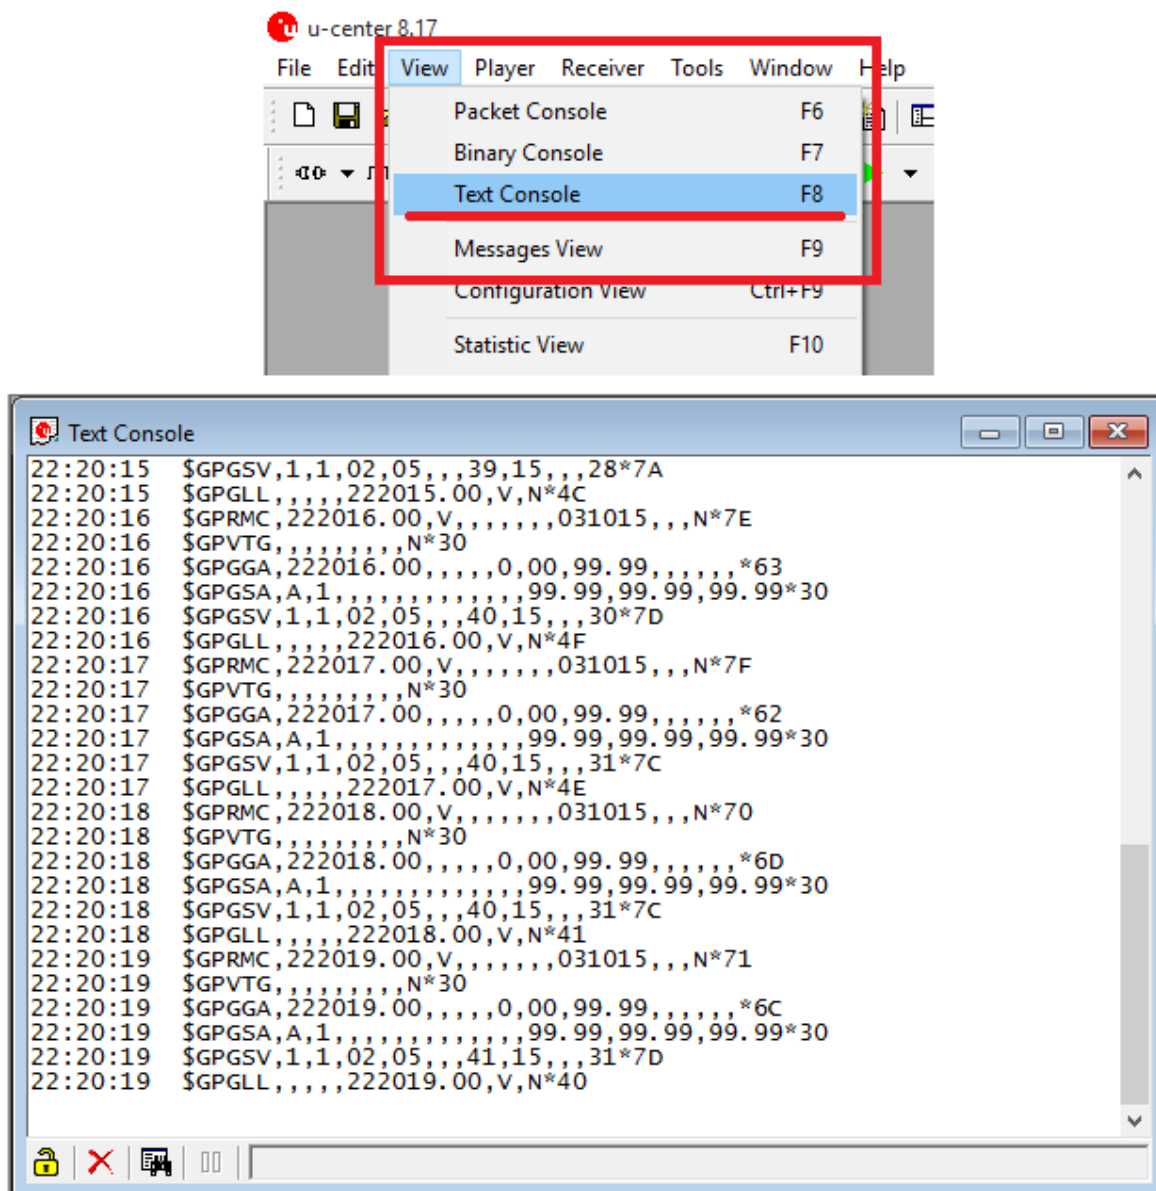 u-center 8.17
File Edit View Player Receiver Tools Window Help
Packet Console F6
Binary Console F7
Text Console F8
Messages View F9
Configuration View Ctrl+F9
Statistic View F10
Text Console
22:20:15 $GPGSV,1,1,02,05,,,39,15,,,28*7A
22:20:15 $GPGLL,,,,,222015.00,V,N*4C
22:20:16 $GPRMC,222016.00,V,,,,,,,031015,,,N*7E
22:20:16 $GPVTG,,,,,,,,,N*30
22:20:16 $GPGGA,222016.00,,,,,0,00,99.99,,,,,,*63
22:20:16 $GPGSA,A,1,,,,,,,,,,,,,99.99,99.99,99.99*30
22:20:16 $GPGSV,1,1,02,05,,,40,15,,,30*7D
22:20:16 $GPGLL,,,,,222016.00,V,N*4F
22:20:17 $GPRMC,222017.00,V,,,,,,,031015,,,N*7F
22:20:17 $GPVTG,,,,,,,,,N*30
22:20:17 $GPGGA,222017.00,,,,,0,00,99.99,,,,,,*62
22:20:17 $GPGSA,A,1,,,,,,,,,,,,,99.99,99.99,99.99*30
22:20:17 $GPGSV,1,1,02,05,,,40,15,,,31*7C
22:20:17 $GPGLL,,,,,222017.00,V,N*4E
22:20:18 $GPRMC,222018.00,V,,,,,,,031015,,,N*70
22:20:18 $GPVTG,,,,,,,,,N*30
22:20:18 $GPGGA,222018.00,,,,,0,00,99.99,,,,,,*6D
22:20:18 $GPGSA,A,1,,,,,,,,,,,,,99.99,99.99,99.99*30
22:20:18 $GPGSV,1,1,02,05,,,40,15,,,31*7C
22:20:18 $GPGLL,,,,,222018.00,V,N*41
22:20:19 $GPRMC,222019.00,V,,,,,,,031015,,,N*71
22:20:19 $GPVTG,,,,,,,,,N*30
22:20:19 $GPGGA,222019.00,,,,,0,00,99.99,,,,,,*6C
22:20:19 $GPGSA,A,1,,,,,,,,,,,,,99.99,99.99,99.99*30
22:20:19 $GPGSV,1,1,02,05,,,41,15,,,31*7D
22:20:19 $GPGLL,,,,,222019.00,V,N*40